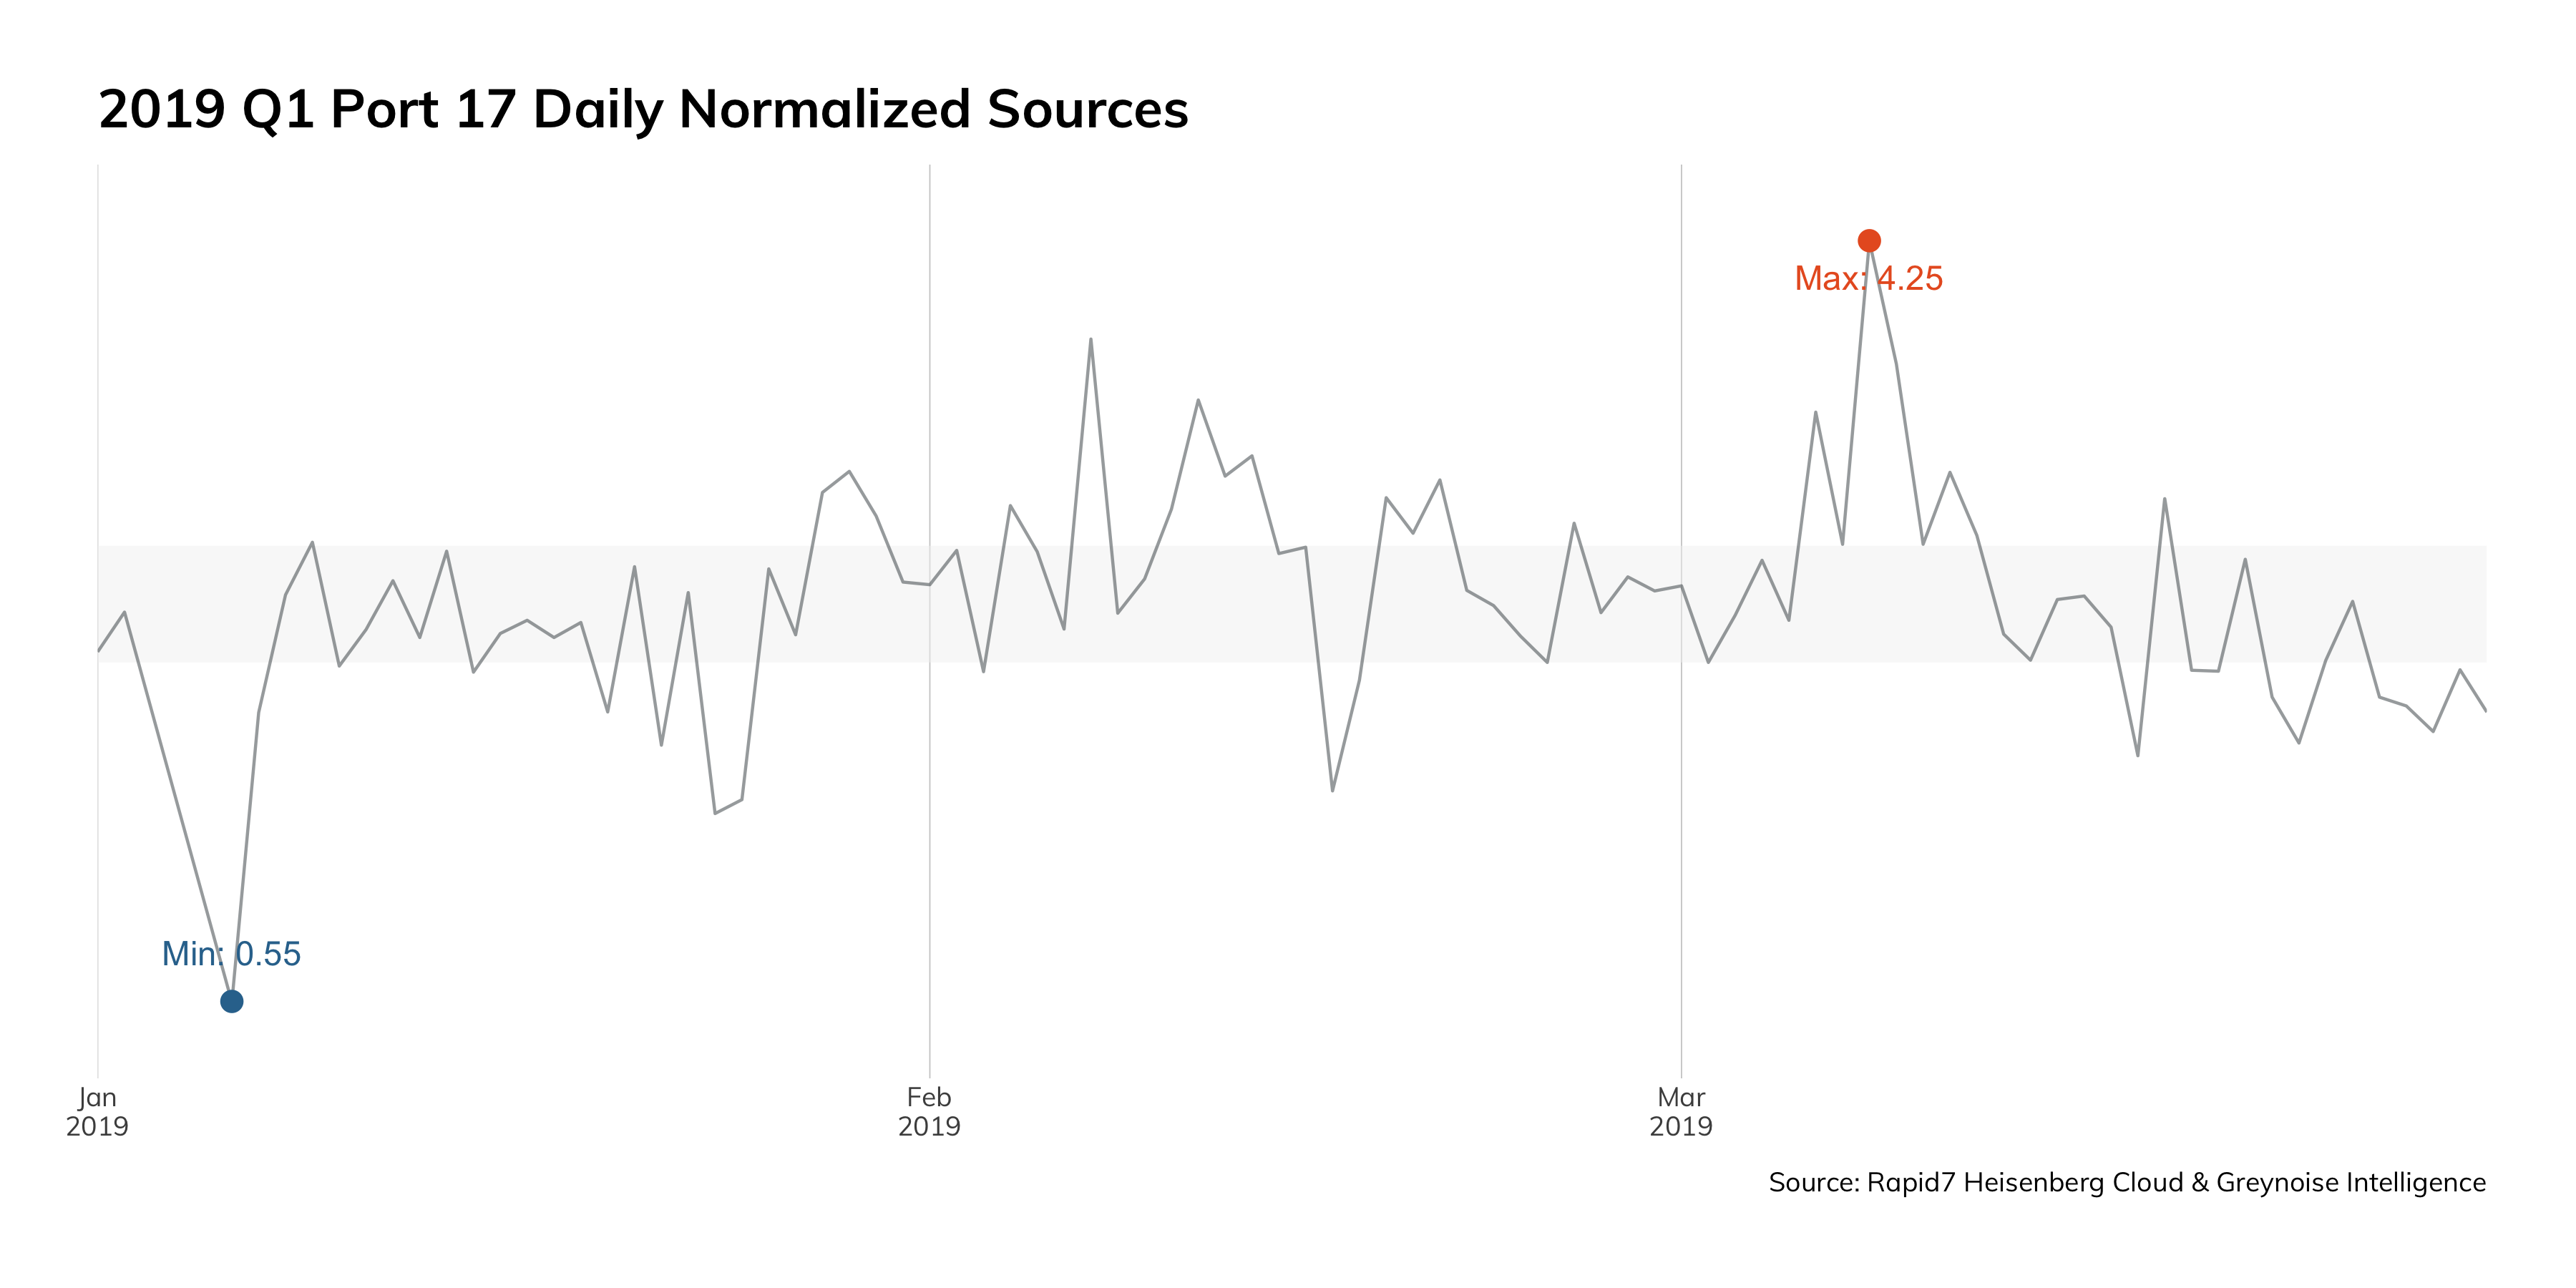 2019 Q1 Port 17 Daily Normalized Sources
Max: 4.25
Min: 0.55
Jan
2019
Feb
2019
Mar
2019
Source: Rapid7 Heisenberg Cloud & Greynoise Intelligence